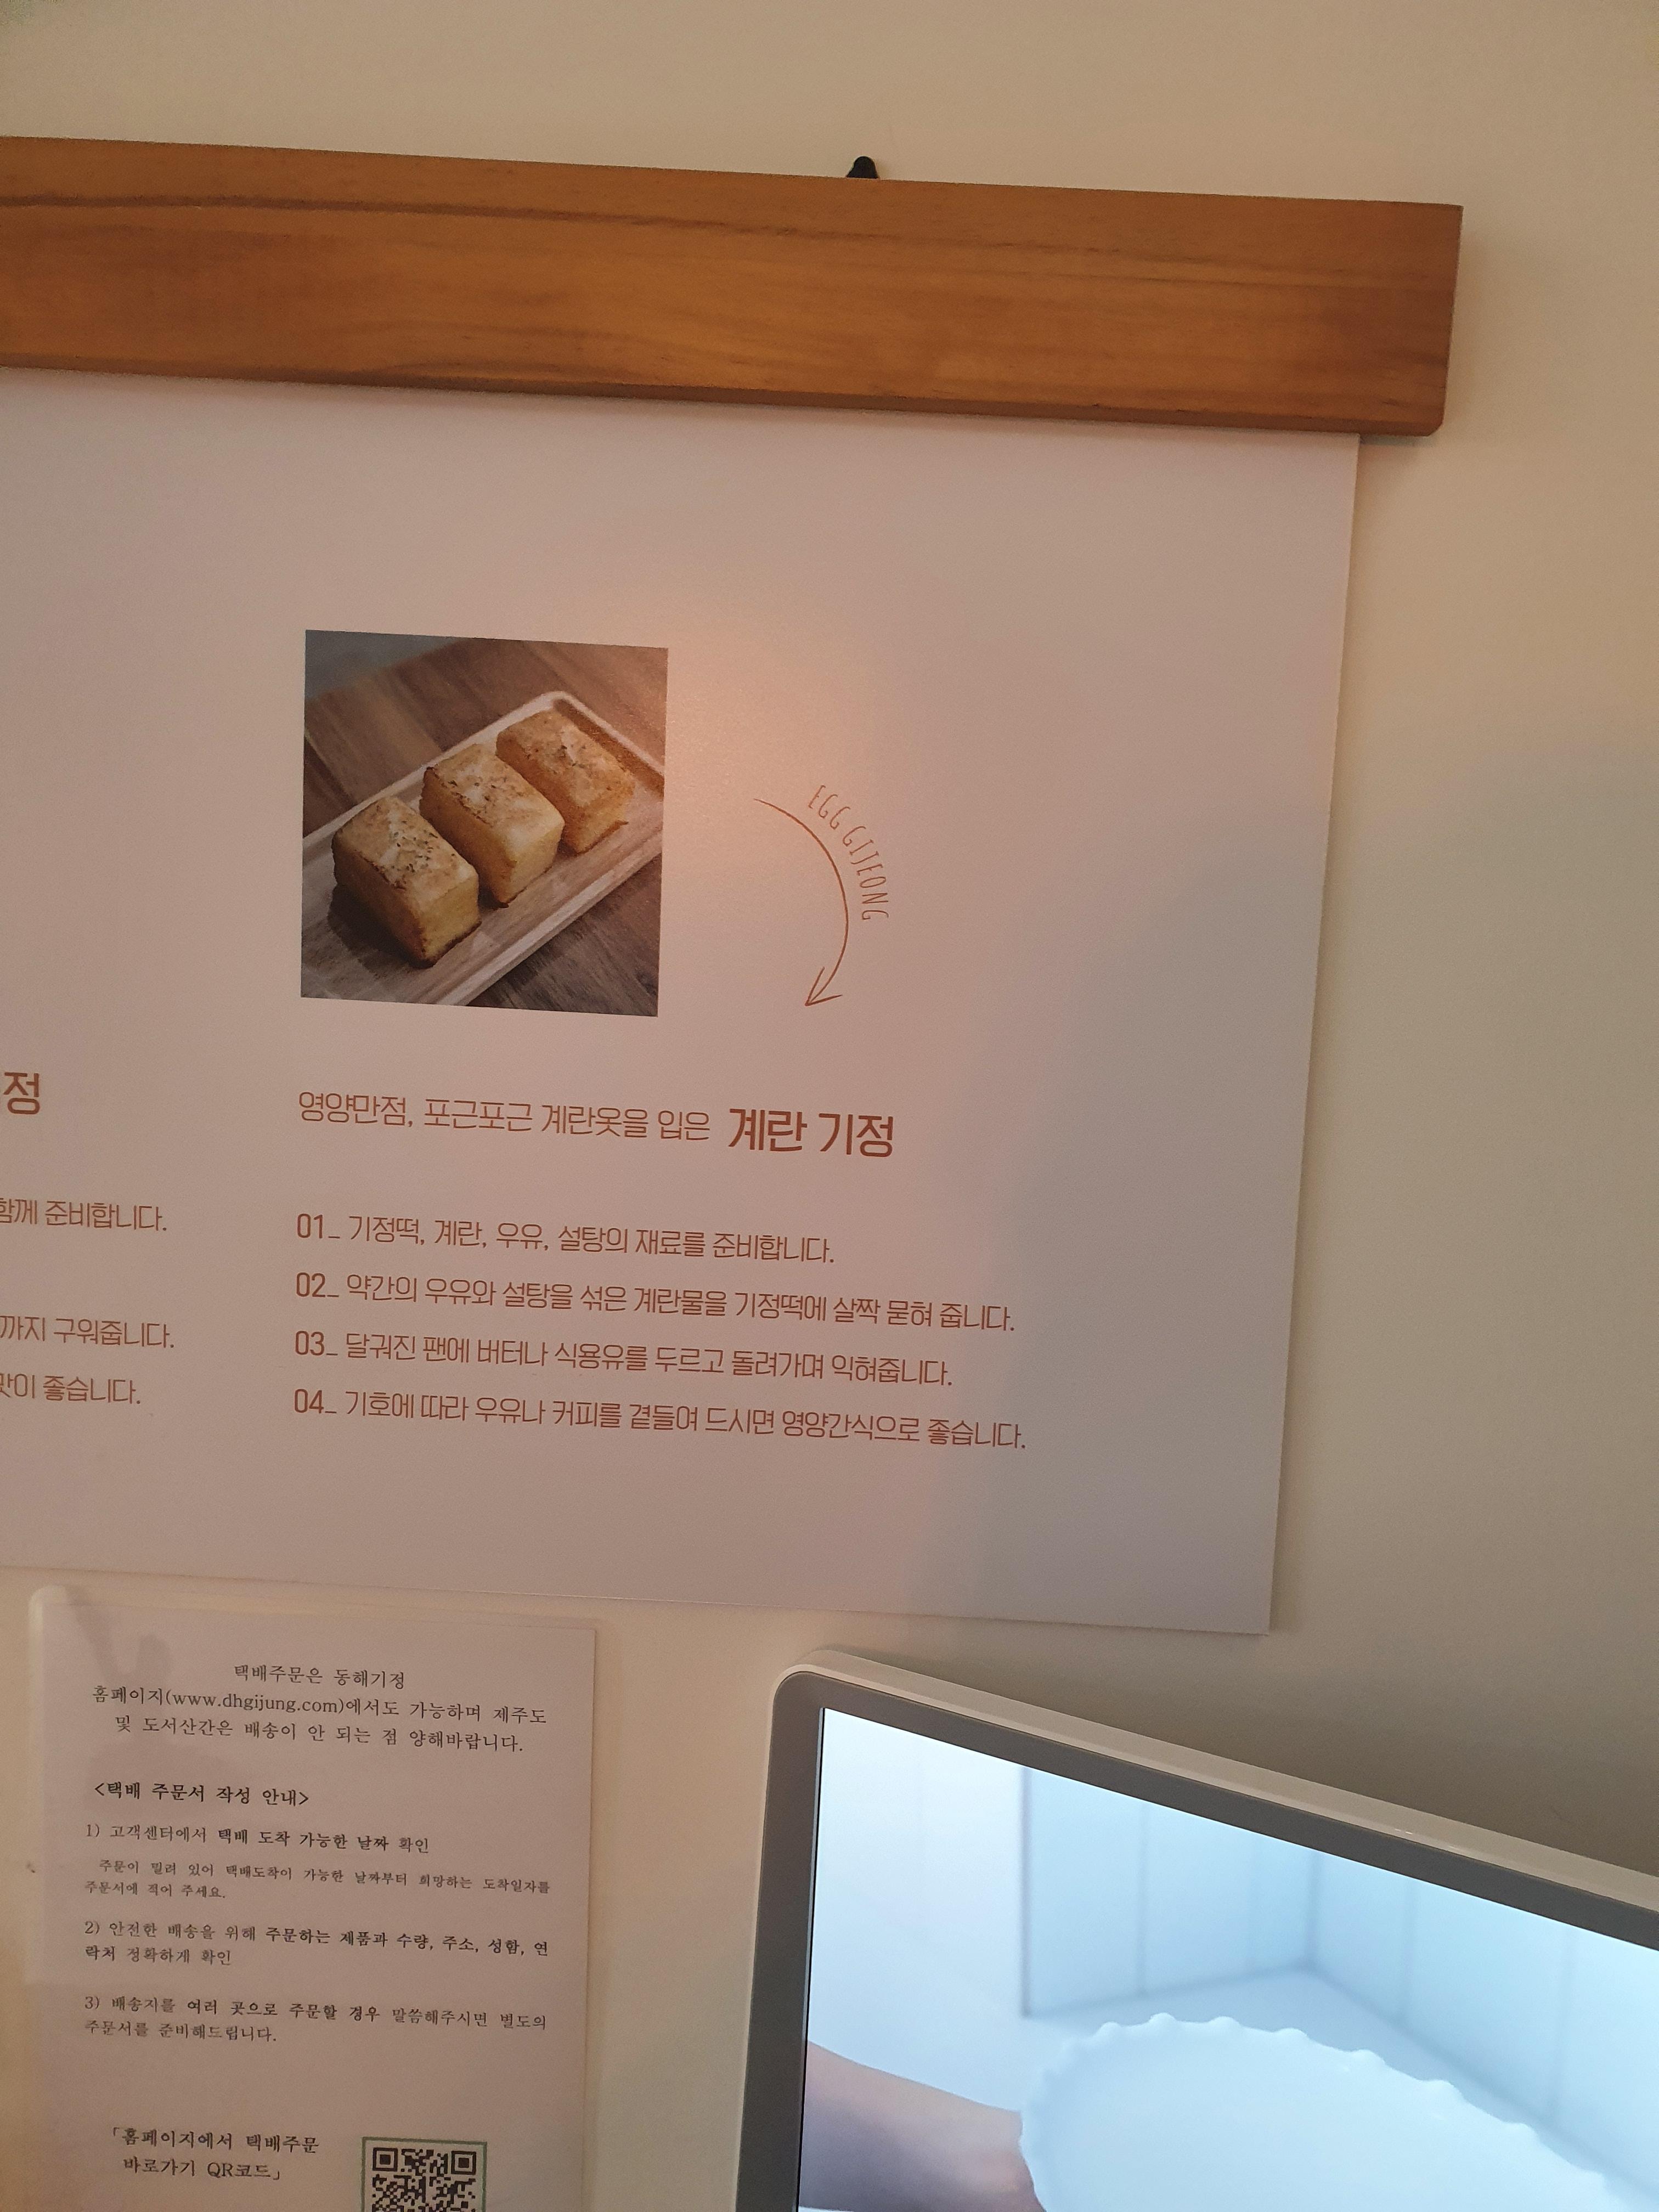 EGG GIJEONG
정
함께 준비합니다.
까지 구워줍니다.
맛이 좋습니다.
영양만점, 포근포근 계란옷을 입은 계란 기정
01_ 기정떡, 계란, 우유, 설탕의 재료를 준비합니다.
02_ 약간의 우유와 설탕을 섞은 계란물을 기정떡에 살짝 묻혀 줍니다.
03_ 달궈진 팬에 버터나 식용유를 두르고 돌려가며 익혀줍니다.
04_ 기호에 따라 우유나 커피를 곁들여 드시면 영양간식으로 좋습니다.
택배주문은 동해기정
홈페이지(www.dhgijung.com)에서도 가능하며 제주도
및 도서산간은 배송이 안 되는 점 양해바랍니다.
<택배 주문서 작성 안내>
1) 고객센터에서 택배 도착 가능한 날짜 확인
주문이 밀려 있어 택배도착이 가능한 날짜부터 희망하는 도착일자를
주문서에 적어 주세요.
2) 안전한 배송을 위해 주문하는 제품과 수량, 주소, 성함, 연
락처 정확하게 확인
3) 배송지를 여러 곳으로 주문할 경우 말씀해주시면 별도의
주문서를 준비해드립니다.
「홈페이지에서 택배주문
바로가기 QR코드」